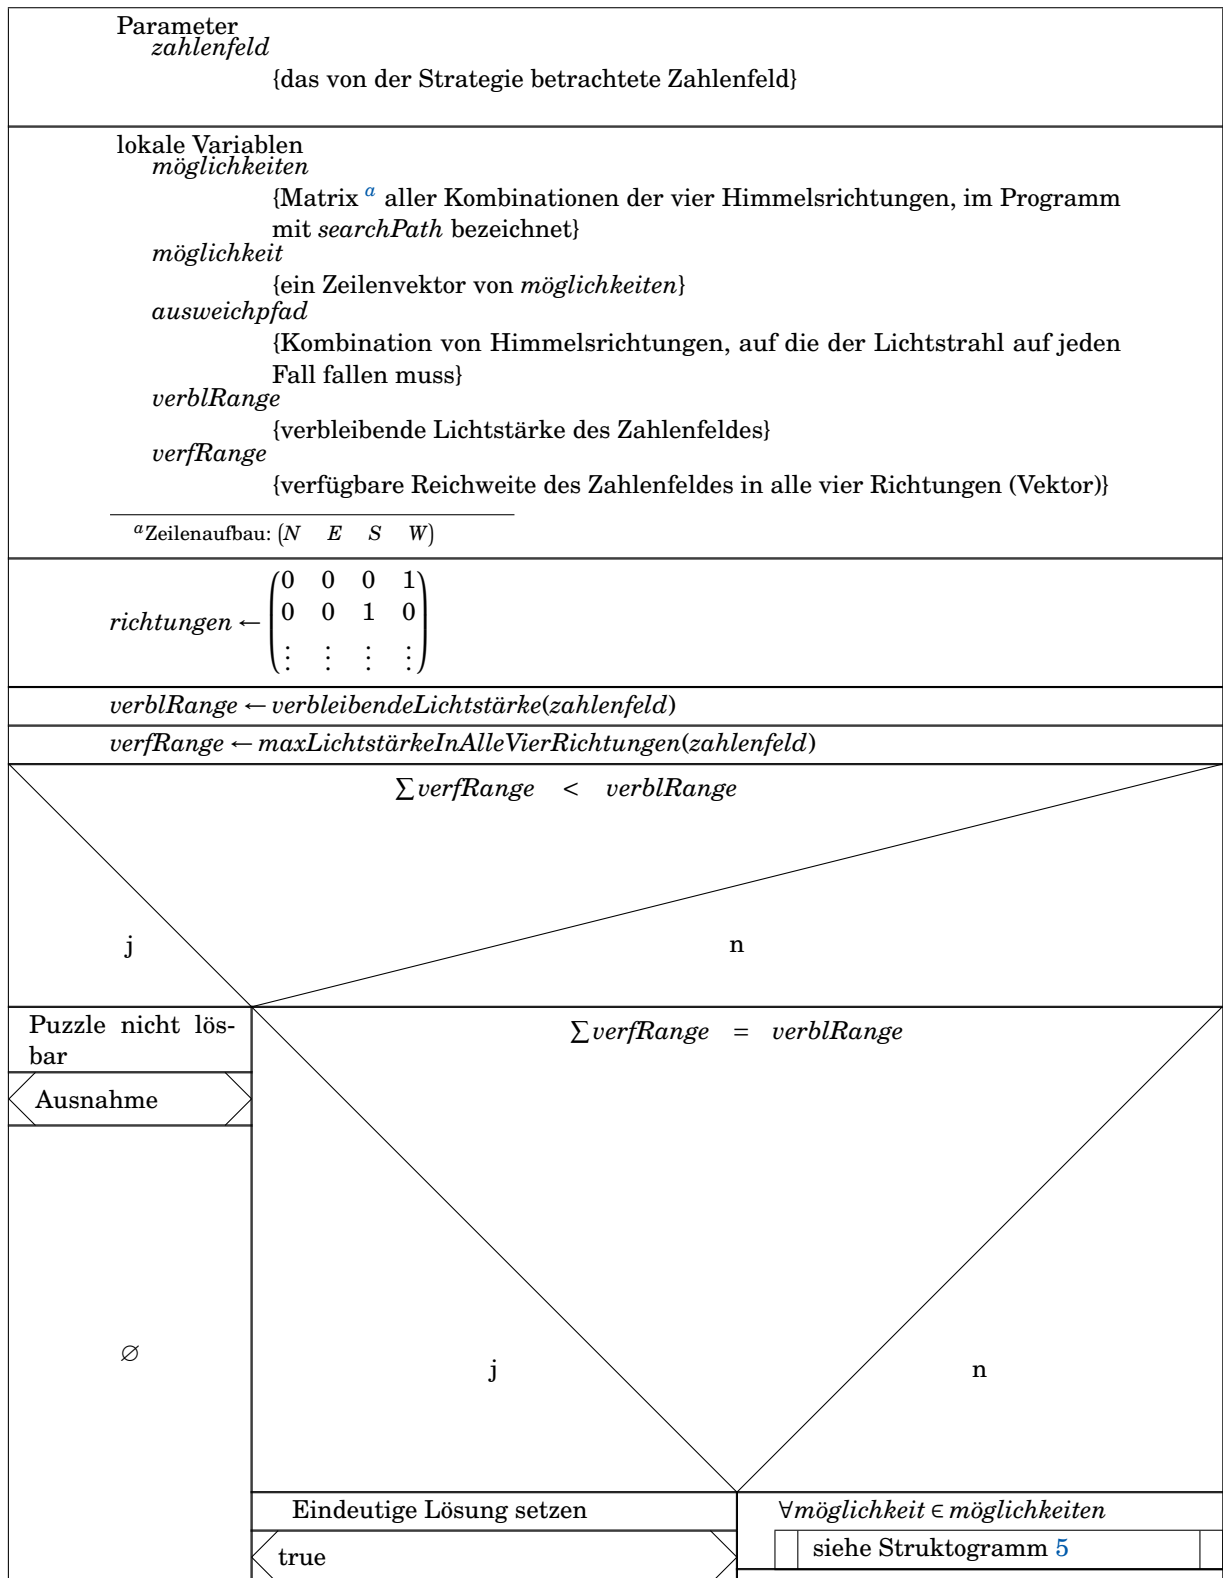 Parameter
zahlenfeld
{das von der Strategie betrachtete Zahlenfeld}
lokale Variablen
möglichkeiten
{Matrix a aller Kombinationen der vier Himmelsrichtungen, im Programm
mit searchPath bezeichnet}
möglichkeit
{ein Zeilenvektor von möglichkeiten}
ausweichpfad
{Kombination von Himmelsrichtungen, auf die der Lichtstrahl auf jeden
Fall fallen muss}
verblRange
{verbleibende Lichtstärke des Zahlenfeldes}
verfRange
{verfügbare Reichweite des Zahlenfeldes in alle vier Richtungen (Vektor)}
a Zeilenaufbau: (N E S W)
0 0 0 1
richtungen ← 0 0 1 0
⋮ ⋮ ⋮ ⋮
verblRange ← verbleibendeLichtstärke(zahlenfeld)
verfRange ← maxLichtstärkeInAlleVierRichtungen(zahlenfeld)
∑ verfRange < verblRange
j n
Puzzle nicht lös-
bar
∑ verfRange = verblRange
Ausnahme
∅
j n
Eindeutige Lösung setzen
∀möglichkeit ∈ möglichkeiten
true
siehe Struktogramm 5